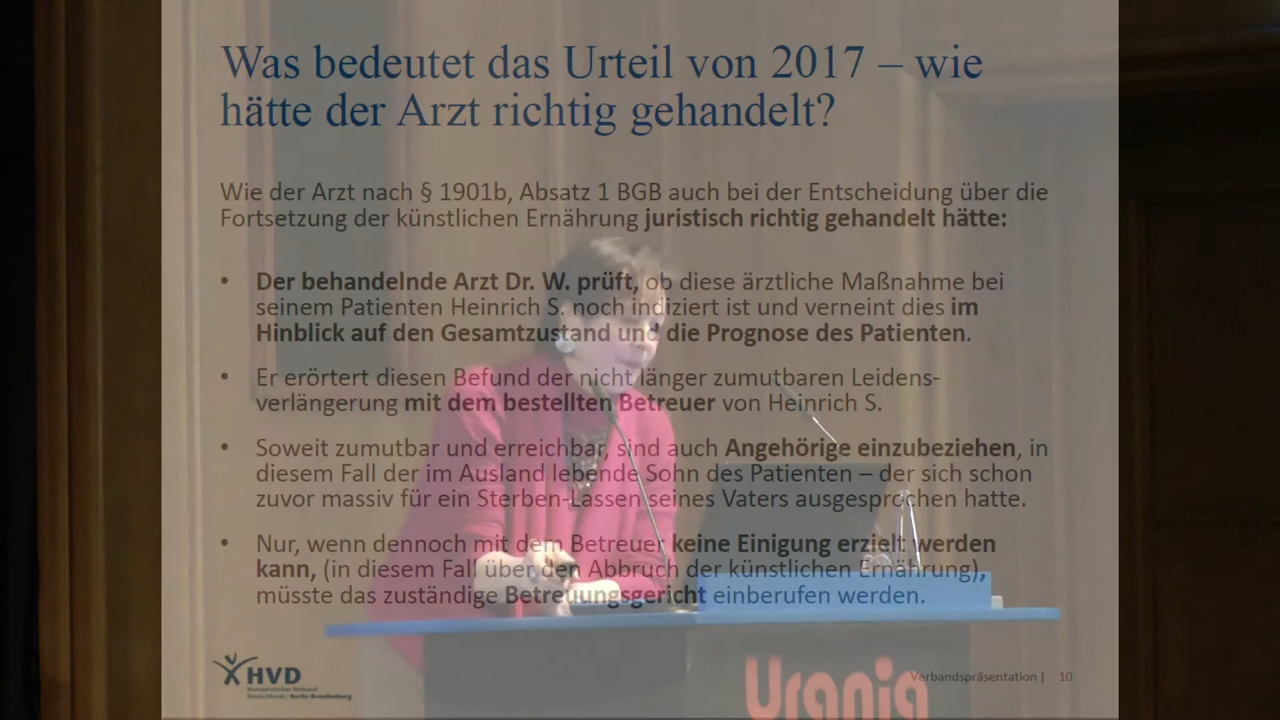 Was bedeutet das Urteil von 2017 – wie
hätte der Arzt richtig gehandelt?
Wie der Arzt nach § 1901b, Absatz 1 BGB auch bei der Entscheidung über die
Fortsetzung der künstlichen Ernährung juristisch richtig gehandelt hätte:
• Der behandelnde Arzt Dr. W. prüft, ob diese ärztliche Maßnahme bei
seinem Patienten Heinrich S. noch indiziert ist und verneint dies im
Hinblick auf den Gesamtzustand und die Prognose des Patienten.
• Er erörtert diesen Befund der nicht länger zumutbaren Leidens-
verlängerung mit dem bestellten Betreuer von Heinrich S.
• Soweit zumutbar und erreichbar, sind auch Angehörige einzubeziehen, in
diesem Fall der im Ausland lebende Sohn des Patienten – der sich schon
zuvor massiv für ein Sterben-Lassen seines Vaters ausgesprochen hatte.
• Nur, wenn dennoch mit dem Betreuer keine Einigung erzielt werden
kann, (in diesem Fall über den Abbruch der künstlichen Ernährung),
müsste das zuständige Betreuungsgericht einberufen werden.
HVD
Humanistischer Verband
Deutschlands / Berlin-Brandenburg
Verbandspräsentation | 10
Urania